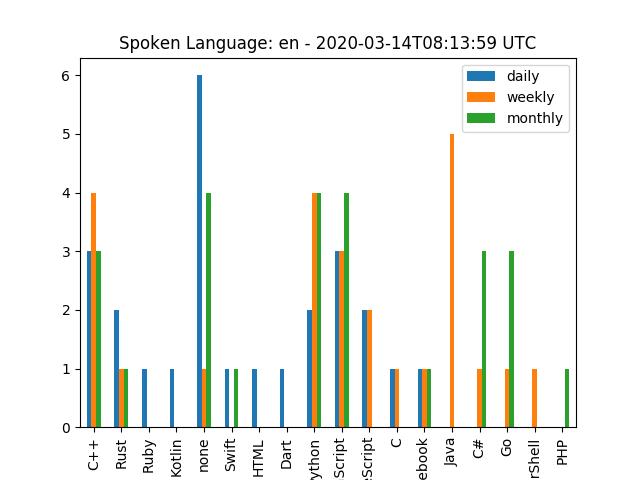 Spoken Language: en - 2020-03-14T08:13:59 UTC
daily
weekly
monthly
6
5
4
3
2
1
0
C++
Rust
Ruby
Kotlin
none
Swift
HTML
Dart
ython
Script
eScript
C
ebook
Java
C#
Go
rShell
PHP